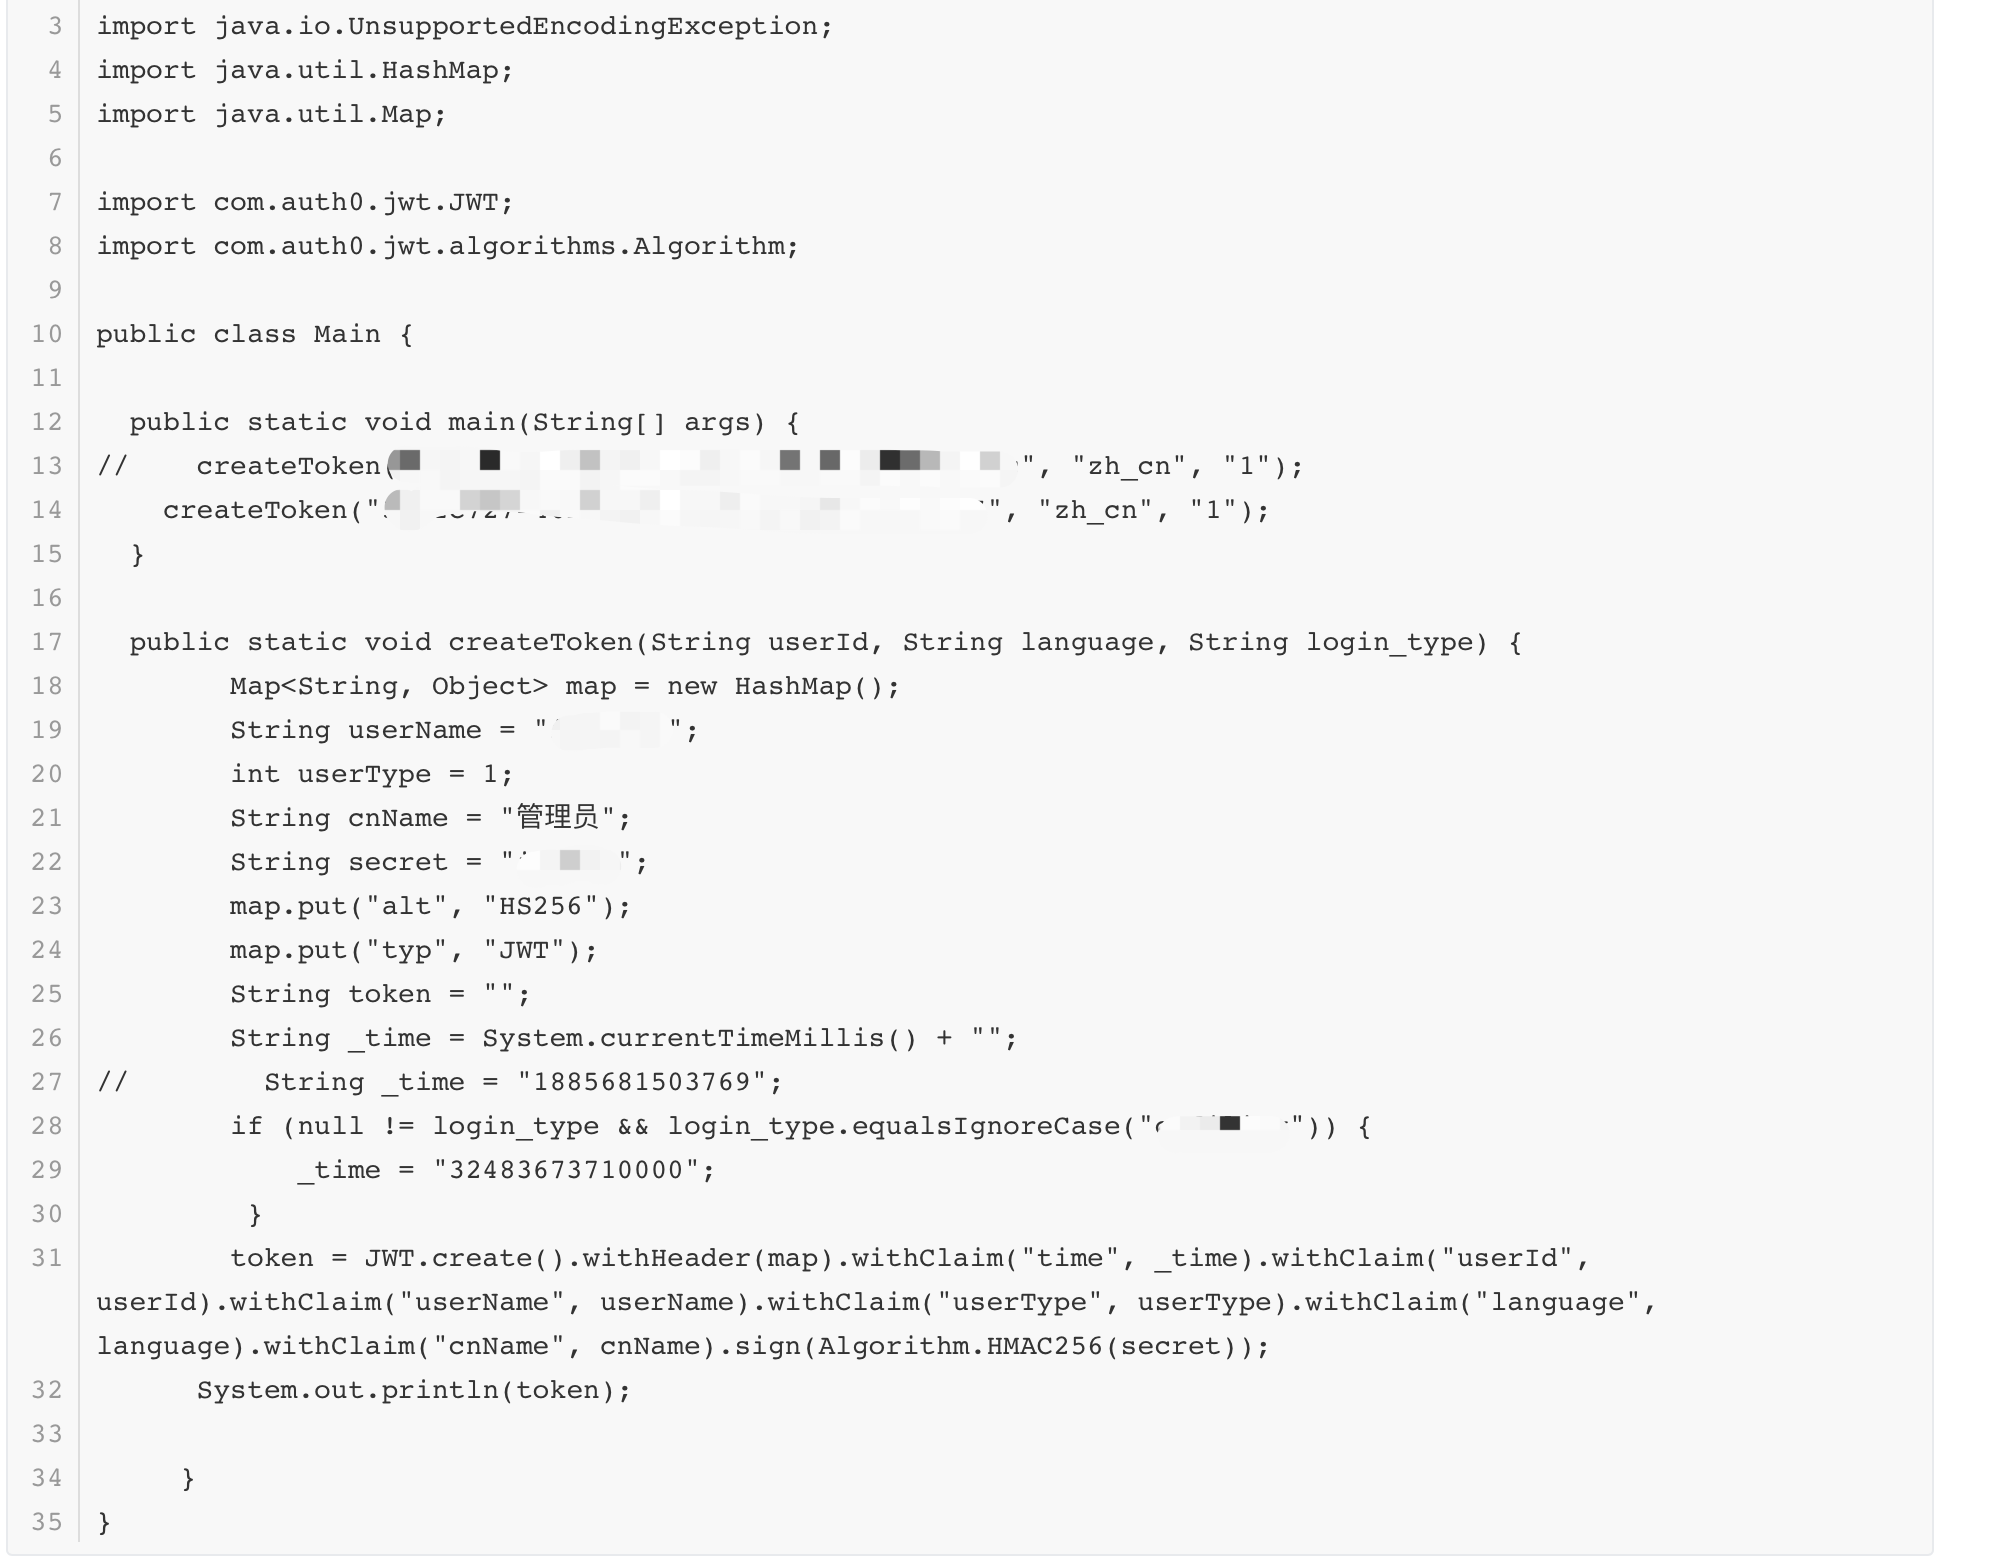 3 import java.io.UnsupportedEncodingException;
4 import java.util.HashMap;
5 import java.util.Map;
6
7 import com.auth0.jwt.JWT;
8 import com.auth0.jwt.algorithms.Algorithm;
9
10 public class Main {
11
12   public static void main(String[] args) {
13 //    createToken( ", "zh_cn", "1");
14     createToken(" ", "zh_cn", "1");
15   }
16
17   public static void createToken(String userId, String language, String login_type) {
18         Map<String, Object> map = new HashMap();
19         String userName = " ";
20         int userType = 1;
21         String cnName = "管理员";
22         String secret = " ";
23         map.put("alt", "HS256");
24         map.put("typ", "JWT");
25         String token = "";
26         String _time = System.currentTimeMillis() + "";
27 //        String _time = "1885681503769";
28         if (null != login_type && login_type.equalsIgnoreCase(" ")) {
29             _time = "32483673710000";
30          }
31         token = JWT.create().withHeader(map).withClaim("time", _time).withClaim("userId",
userId).withClaim("userName", userName).withClaim("userType", userType).withClaim("language",
language).withClaim("cnName", cnName).sign(Algorithm.HMAC256(secret));
32       System.out.println(token);
33
34      }
35 }